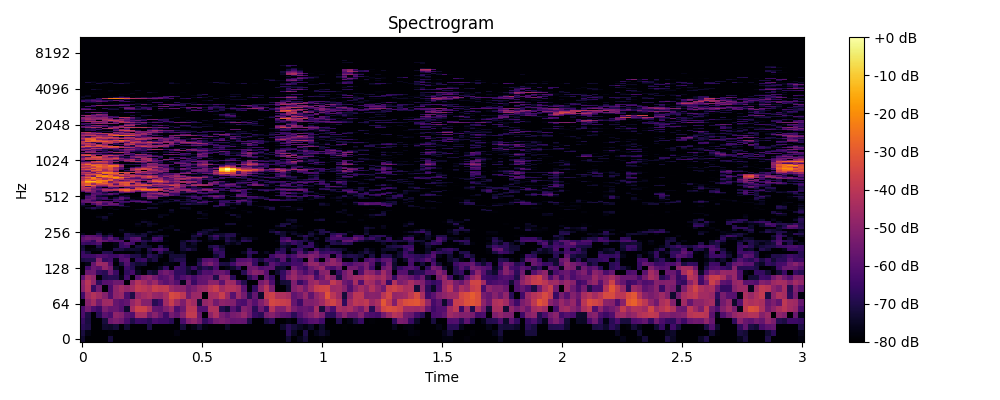 Spectrogram
8192
4096
2048
1024
512
256
128
64
0
Hz
0
0.5
1
1.5
2
2.5
3
Time
+0 dB
-10 dB
-20 dB
-30 dB
-40 dB
-50 dB
-60 dB
-70 dB
-80 dB